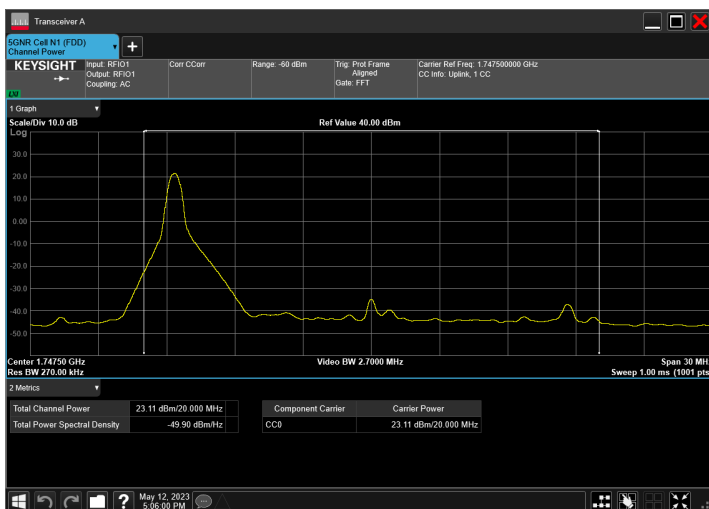 Transceiver A
5GNR Cell N1 (FDD)
Channel Power
KEYSIGHT
Input: RFIO1
Output: RFIO1
Coupling: AC
Corr CCorr
Range: -60 dBm
Trig: Prot Frame
Aligned
Gate: FFT
Carrier Ref Freq: 1.747500000 GHz
CC Info: Uplink, 1 CC
LXI
1 Graph
Scale/Div 10.0 dB
Ref Value 40.00 dBm
Log
30.0
20.0
10.0
0.00
-10.0
-20.0
-30.0
-40.0
-50.0
Center 1.74750 GHz
Video BW 2.7000 MHz
Span 30 MH
Res BW 270.00 kHz
Sweep 1.00 ms (1001 pts
2 Metrics
Total Channel Power 23.11 dBm/20.000 MHz
Total Power Spectral Density -49.90 dBm/Hz
Component Carrier Carrier Power
CC0 23.11 dBm/20.000 MHz
May 12, 2023
5:06:00 PM